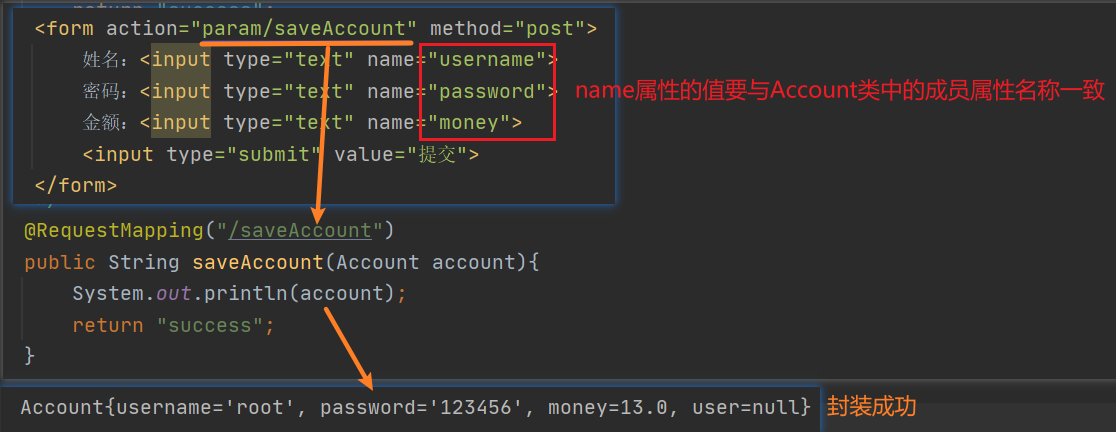 return "success";
<form action="param/saveAccount" method="post">
姓名：<input type="text" name="username">
密码：<input type="text" name="password">
name属性的值要与Account类中的成员属性名称一致
金额：<input type="text" name="money">
<input type="submit" value="提交">
</form>
@RequestMapping("/saveAccount")
public String saveAccount(Account account){
System.out.println(account);
return "success";
}
Account{username='root', password='123456', money=13.0, user=null}
封装成功